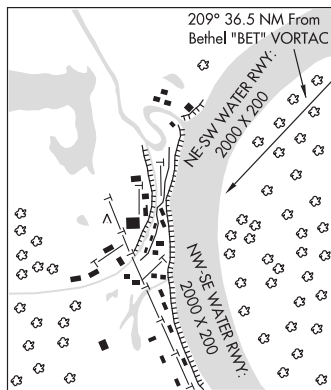 209° 36.5 NM From
Bethel "BET" VORTAC
NE-SW WATER RWY:
2000 X 200
NW-SE WATER RWY:
2000 X 200